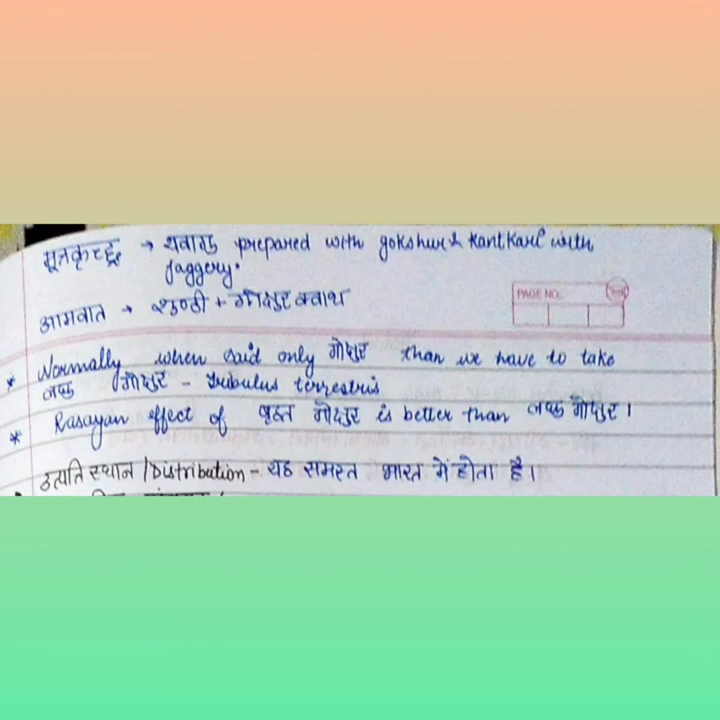 मूत्रकृच्छ्र → यवागु prepared with gokshur & kantkari with
Jaggery.
आमवात → शुण्ठी + गोक्षुर क्वाथ
PAGE NO.
* Normally when said only गोक्षुर than we have to take
लघु गोक्षुर - Tribulus terrestris
* Rasayan effect of वृहत गोक्षुर is better than लघु गोक्षुर।
उत्पति स्थान / Distribution - यह समस्त भारत में होता है।